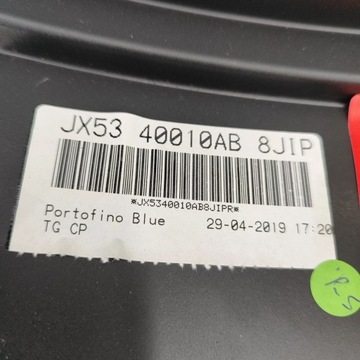 JX53 40010AB 8JIP
*JX5340010AB8JIPR*
Portofino Blue 29-04-2019 17:20
TG CP